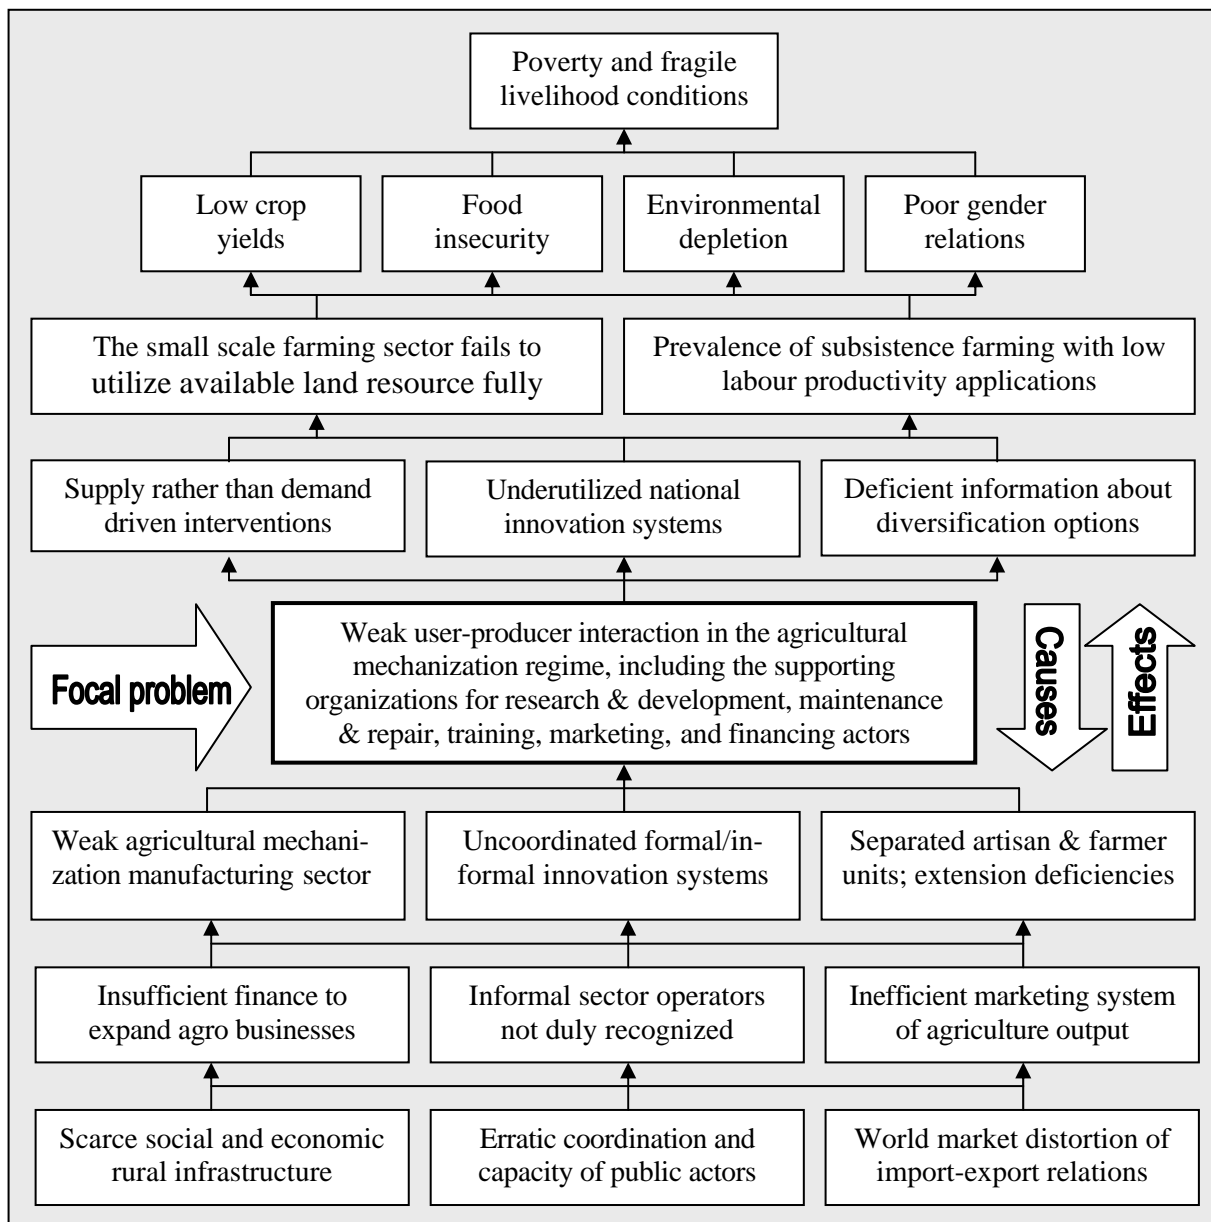 Poverty and fragile
livelihood conditions
Low crop
yields
Food
insecurity
Environmental
depletion
Poor gender
relations
The small scale farming sector fails to
utilize available land resource fully
Prevalence of subsistence farming with low
labour productivity applications
Supply rather than demand
driven interventions
Underutilized national
innovation systems
Deficient information about
diversification options
Focal problem
Weak user-producer interaction in the agricultural
mechanization regime, including the supporting
organizations for research & development, maintenance
& repair, training, marketing, and financing actors
Causes
Effects
Weak agricultural mechani-
zation manufacturing sector
Uncoordinated formal/in-
formal innovation systems
Separated artisan & farmer
units; extension deficiencies
Insufficient finance to
expand agro businesses
Informal sector operators
not duly recognized
Inefficient marketing system
of agriculture output
Scarce social and economic
rural infrastructure
Erratic coordination and
capacity of public actors
World market distortion of
import-export relations